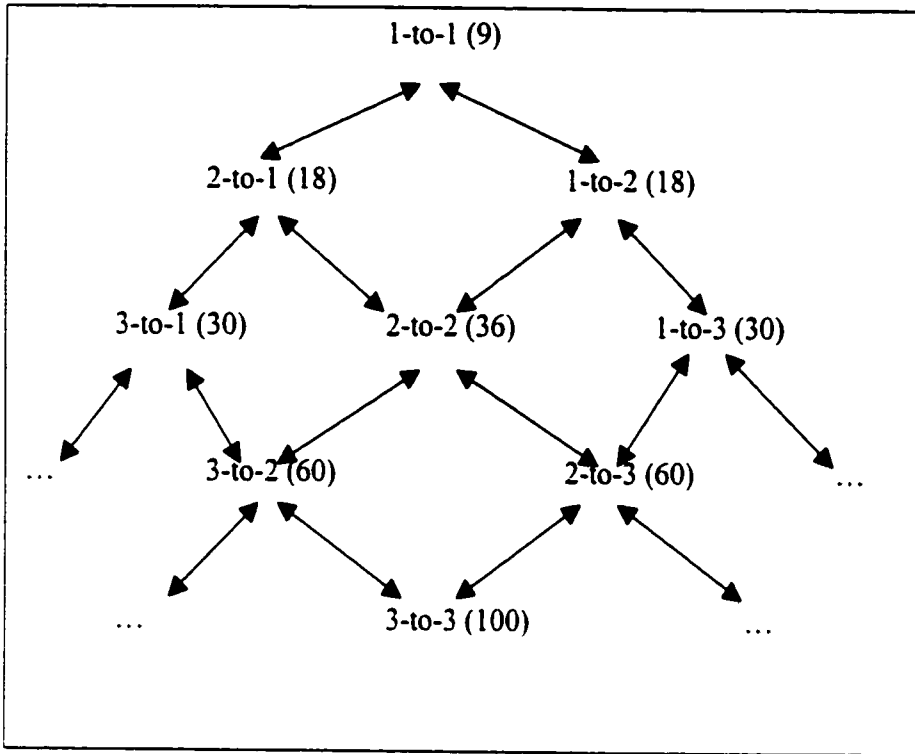 1-to-1 (9)
2-to-1 (18) 1-to-2 (18)
3-to-1 (30) 2-to-2 (36) 1-to-3 (30)
... 3-to-2 (60) 2-to-3 (60) ...
... 3-to-3 (100) ...